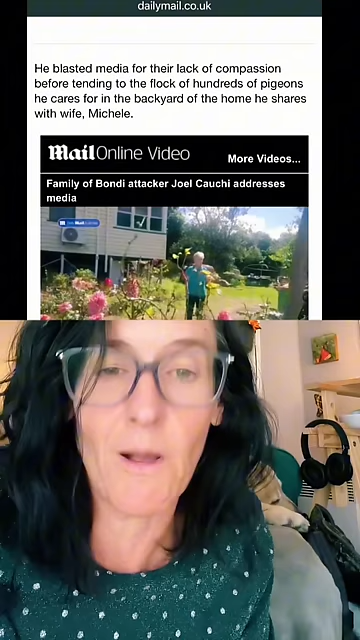 dailymail.co.uk
He blasted media for their lack of compassion
before tending to the flock of hundreds of pigeons
he cares for in the backyard of the home he shares
with wife, Michele.
Mail Online Video
More Videos...
Family of Bondi attacker Joel Cauchi addresses
media